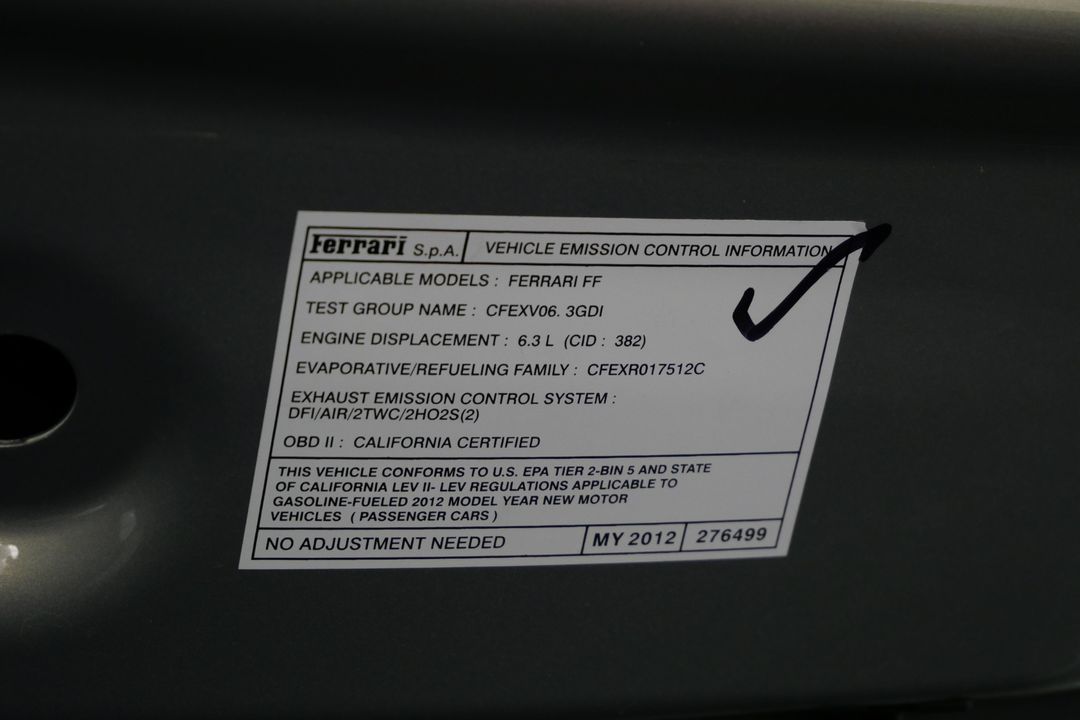 Ferrari S.p.A. VEHICLE EMISSION CONTROL INFORMATION
APPLICABLE MODELS : FERRARI FF
TEST GROUP NAME : CFEXV06. 3GDI
ENGINE DISPLACEMENT : 6.3 L (CID : 382)
EVAPORATIVE/REFUELING FAMILY : CFEXR017512C
EXHAUST EMISSION CONTROL SYSTEM :
DFI/AIR/2TWC/2HO2S(2)
OBD II : CALIFORNIA CERTIFIED
THIS VEHICLE CONFORMS TO U.S. EPA TIER 2-BIN 5 AND STATE
OF CALIFORNIA LEV II- LEV REGULATIONS APPLICABLE TO
GASOLINE-FUELED 2012 MODEL YEAR NEW MOTOR
VEHICLES ( PASSENGER CARS )
NO ADJUSTMENT NEEDED MY 2012 276499